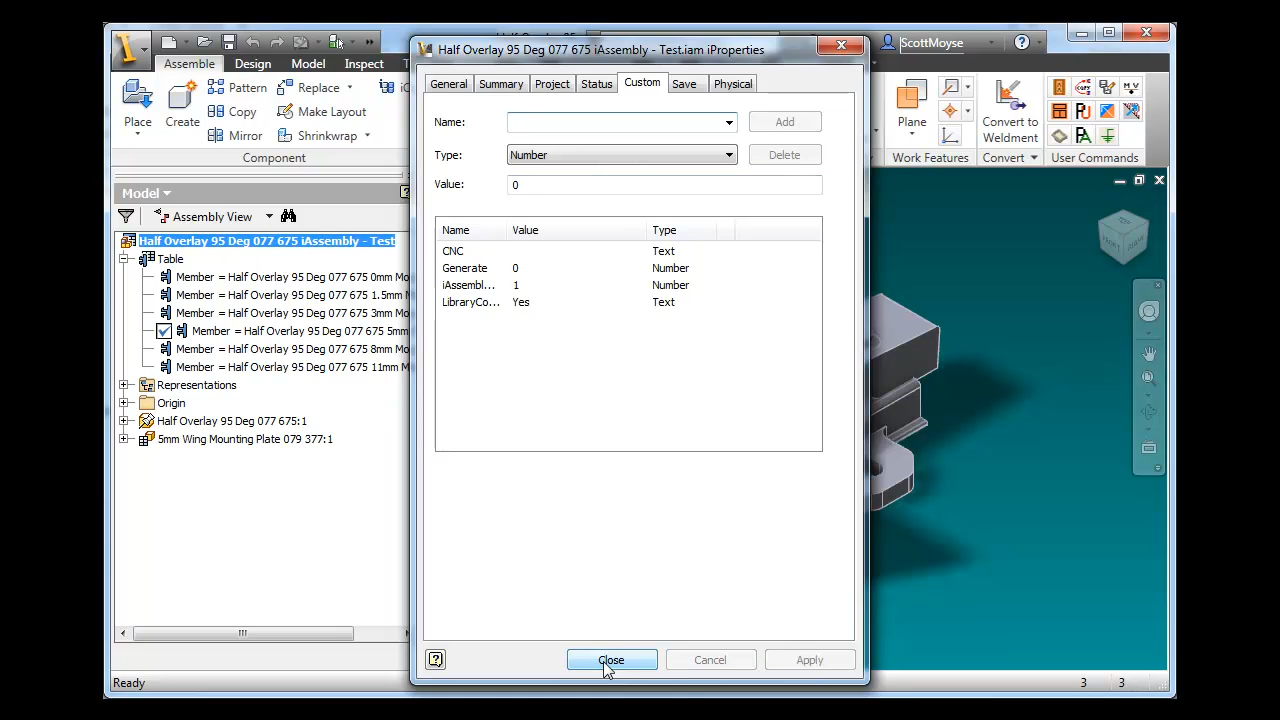 Half Overlay 95 Deg 077 675 iAssembly - Test.iam iProperties
ScottMoyse
Assemble Design Model Inspect
Place
Create
Pattern
Copy
Mirror
Replace
Make Layout
Shrinkwrap
Component
Plane
Work Features
Convert to
Weldment
Convert
User Commands
General Summary Project Status Custom Save Physical
Name:
Add
Type:
Number
Delete
Value:
0
Name Value Type
CNC Text
Generate 0 Number
iAssembl... 1 Number
LibraryCo... Yes Text
Close Cancel Apply
Model
Assembly View
Half Overlay 95 Deg 077 675 iAssembly - Test
Table
Member = Half Overlay 95 Deg 077 675 0mm Mo
Member = Half Overlay 95 Deg 077 675 1.5mm
Member = Half Overlay 95 Deg 077 675 3mm Mo
Member = Half Overlay 95 Deg 077 675 5mm
Member = Half Overlay 95 Deg 077 675 8mm Mo
Member = Half Overlay 95 Deg 077 675 11mm M
Representations
Origin
Half Overlay 95 Deg 077 675:1
5mm Wing Mounting Plate 079 377:1
Ready
3 3